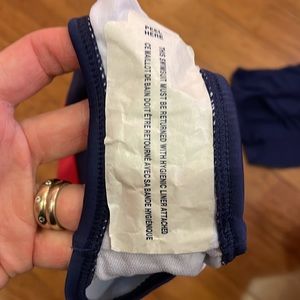 PEEL
HERE
THIS SWIMSUIT MUST BE RETURNED WITH HYGIENIC LINER ATTACHED
CE MAILLOT DE BAIN DOIT ÊTRE RETOURNÉ AVEC SA BANDE HYGIÉNIQUE